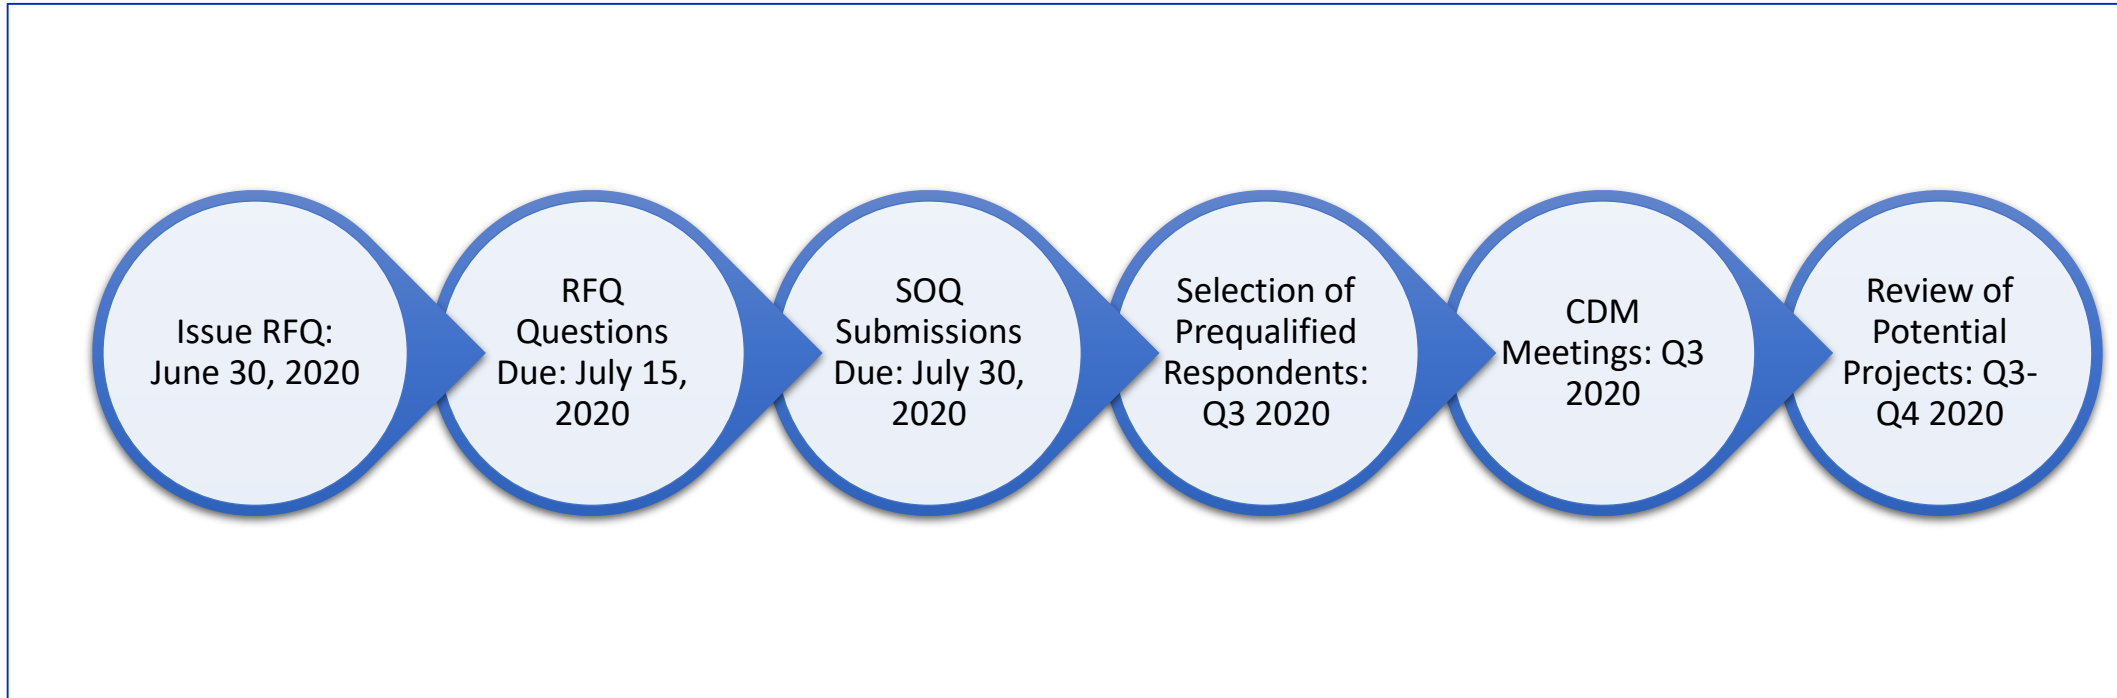 Issue RFQ:
June 30, 2020
RFQ
Questions
Due: July 15,
2020
SOQ
Submissions
Due: July 30,
2020
Selection of
Prequalified
Respondents:
Q3 2020
CDM
Meetings: Q3
2020
Review of
Potential
Projects: Q3-
Q4 2020